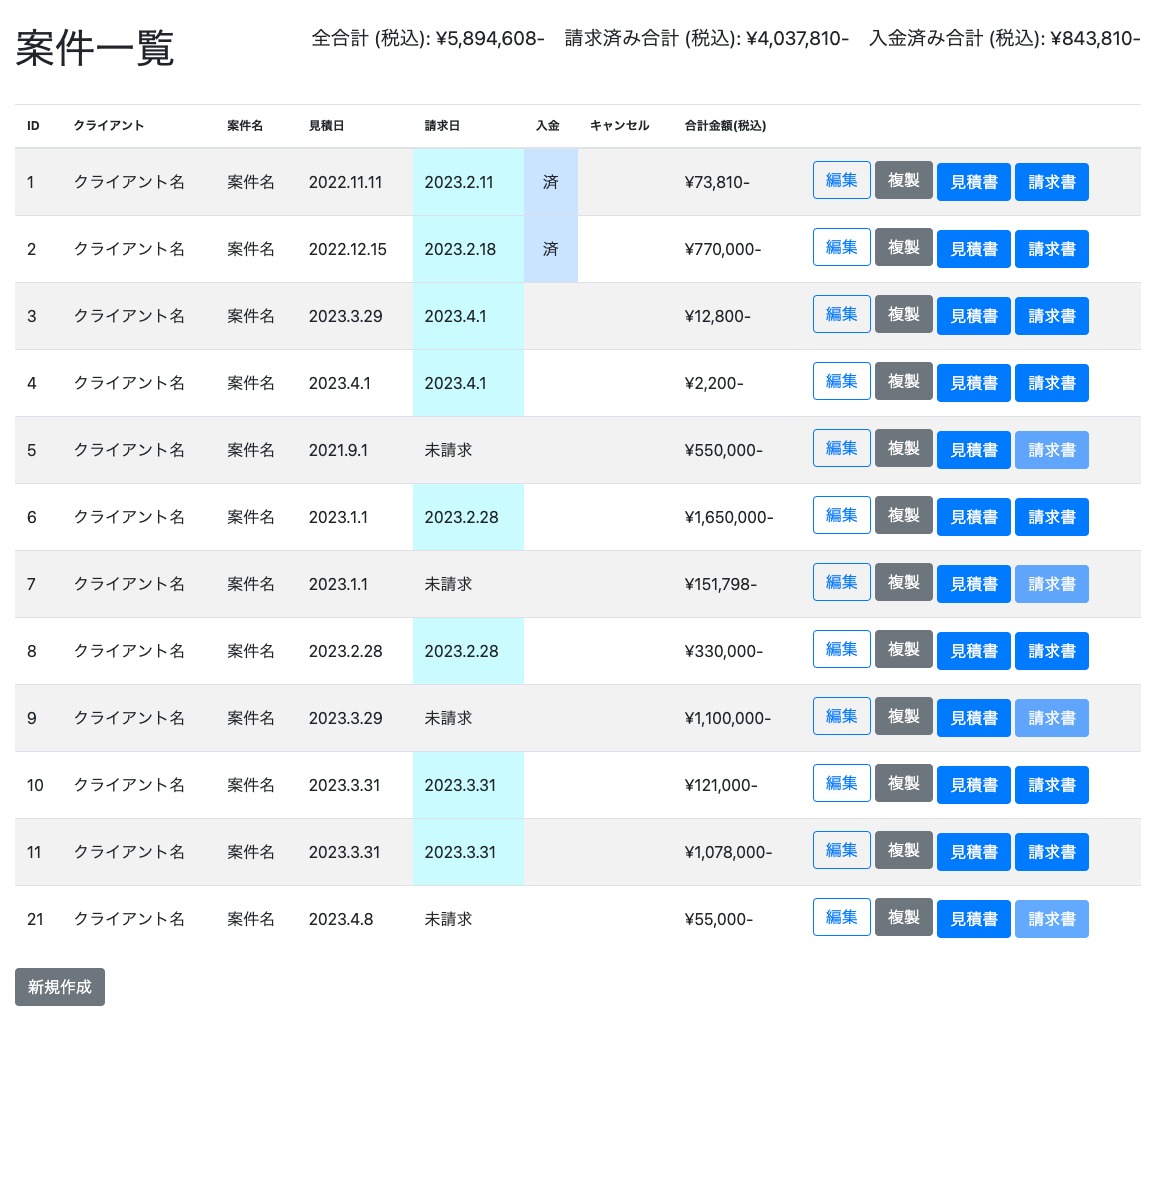 案件一覧
全合計 (税込): ¥5,894,608- 請求済み合計 (税込): ¥4,037,810- 入金済み合計 (税込): ¥843,810-
ID クライアント 案件名 見積日 請求日 入金 キャンセル 合計金額(税込)
1 クライアント名 案件名 2022.11.11 2023.2.11 済 ¥73,810- 編集 複製 見積書 請求書
2 クライアント名 案件名 2022.12.15 2023.2.18 済 ¥770,000- 編集 複製 見積書 請求書
3 クライアント名 案件名 2023.3.29 2023.4.1 ¥12,800- 編集 複製 見積書 請求書
4 クライアント名 案件名 2023.4.1 2023.4.1 ¥2,200- 編集 複製 見積書 請求書
5 クライアント名 案件名 2021.9.1 未請求 ¥550,000- 編集 複製 見積書 請求書
6 クライアント名 案件名 2023.1.1 2023.2.28 ¥1,650,000- 編集 複製 見積書 請求書
7 クライアント名 案件名 2023.1.1 未請求 ¥151,798- 編集 複製 見積書 請求書
8 クライアント名 案件名 2023.2.28 2023.2.28 ¥330,000- 編集 複製 見積書 請求書
9 クライアント名 案件名 2023.3.29 未請求 ¥1,100,000- 編集 複製 見積書 請求書
10 クライアント名 案件名 2023.3.31 2023.3.31 ¥121,000- 編集 複製 見積書 請求書
11 クライアント名 案件名 2023.3.31 2023.3.31 ¥1,078,000- 編集 複製 見積書 請求書
21 クライアント名 案件名 2023.4.8 未請求 ¥55,000- 編集 複製 見積書 請求書
新規作成